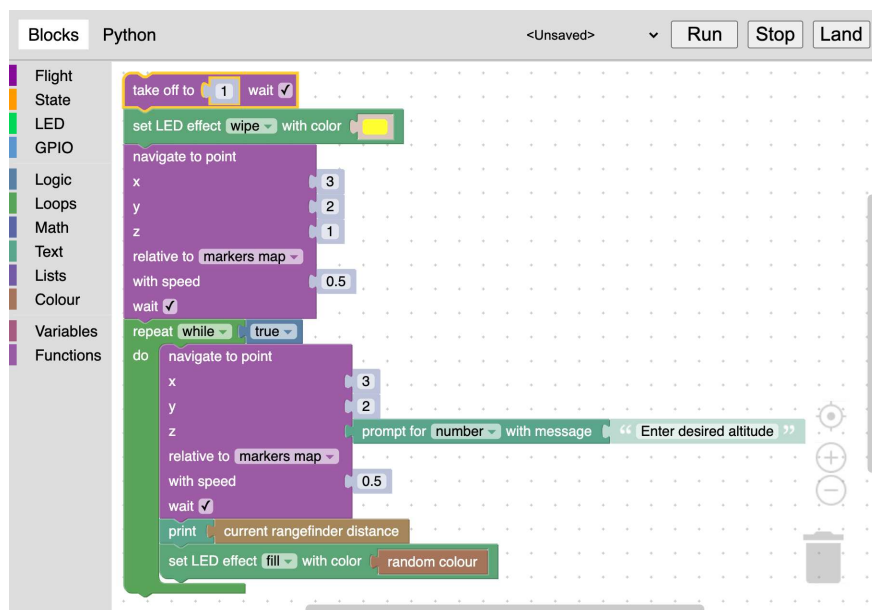 Blocks Python <Unsaved> Run Stop Land
Flight
State
LED
GPIO
Logic
Loops
Math
Text
Lists
Colour
Variables
Functions
take off to 1 wait ✓
set LED effect wipe with color
navigate to point
x 3
y 2
z 1
relative to markers map
with speed 0.5
wait ✓
repeat while true
do navigate to point
x 3
y 2
z prompt for number with message “ Enter desired altitude ”
relative to markers map
with speed 0.5
wait ✓
print current rangefinder distance
set LED effect fill with color random colour